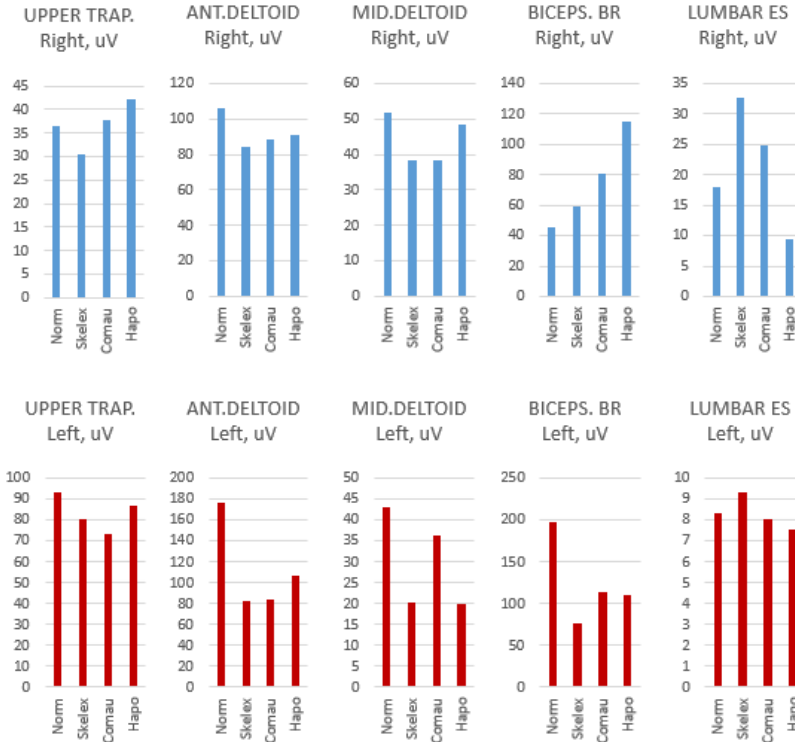 UPPER TRAP.
Right, uV
45
40
35
30
25
20
15
10
5
0
Norm
Skelex
Comau
Hapo
ANT.DELTOID
Right, uV
120
100
80
60
40
20
0
Norm
Skelex
Comau
Hapo
MID.DELTOID
Right, uV
60
50
40
30
20
10
0
Norm
Skelex
Comau
Hapo
BICEPS. BR
Right, uV
140
120
100
80
60
40
20
0
Norm
Skelex
Comau
Hapo
LUMBAR ES
Right, uV
35
30
25
20
15
10
5
0
Norm
Skelex
Comau
Hapo
UPPER TRAP.
Left, uV
100
90
80
70
60
50
40
30
20
10
0
Norm
Skelex
Comau
Hapo
ANT.DELTOID
Left, uV
200
180
160
140
120
100
80
60
40
20
0
Norm
Skelex
Comau
Hapo
MID.DELTOID
Left, uV
50
45
40
35
30
25
20
15
10
5
0
Norm
Skelex
Comau
Hapo
BICEPS. BR
Left, uV
250
200
150
100
50
0
Norm
Skelex
Comau
Hapo
LUMBAR ES
Left, uV
10
9
8
7
6
5
4
3
2
1
0
Norm
Skelex
Comau
Hapo